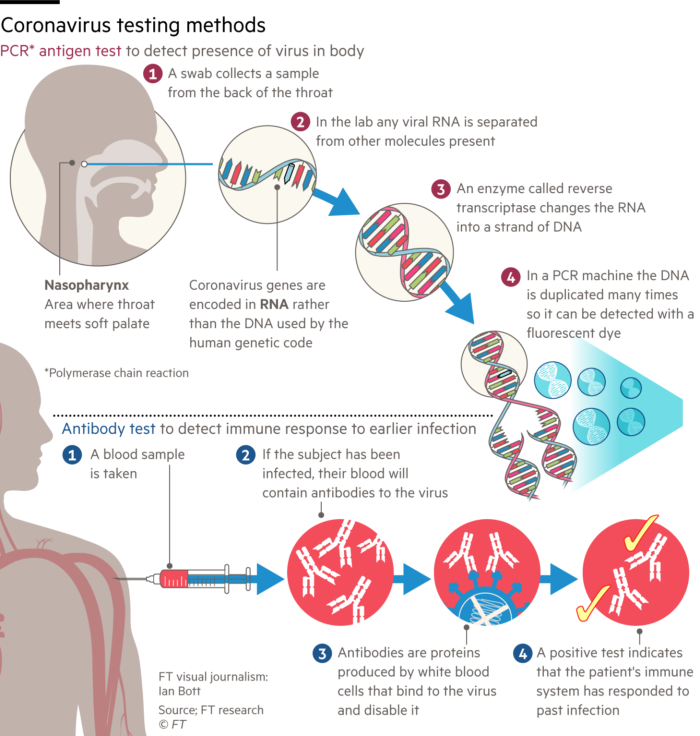 Coronavirus testing methods
PCR* antigen test to detect presence of virus in body
1 A swab collects a sample
from the back of the throat
2 In the lab any viral RNA is separated
from other molecules present
3 An enzyme called reverse
transcriptase changes the RNA
into a strand of DNA
4 In a PCR machine the DNA
is duplicated many times
so it can be detected with a
fluorescent dye
Nasopharynx
Area where throat
meets soft palate
Coronavirus genes are
encoded in RNA rather
than the DNA used by the
human genetic code
*Polymerase chain reaction
Antibody test to detect immune response to earlier infection
1 A blood sample
is taken
2 If the subject has been
infected, their blood will
contain antibodies to the virus
3 Antibodies are proteins
produced by white blood
cells that bind to the virus
and disable it
4 A positive test indicates
that the patient's immune
system has responded to
past infection
FT visual journalism:
Ian Bott
Source; FT research
© FT